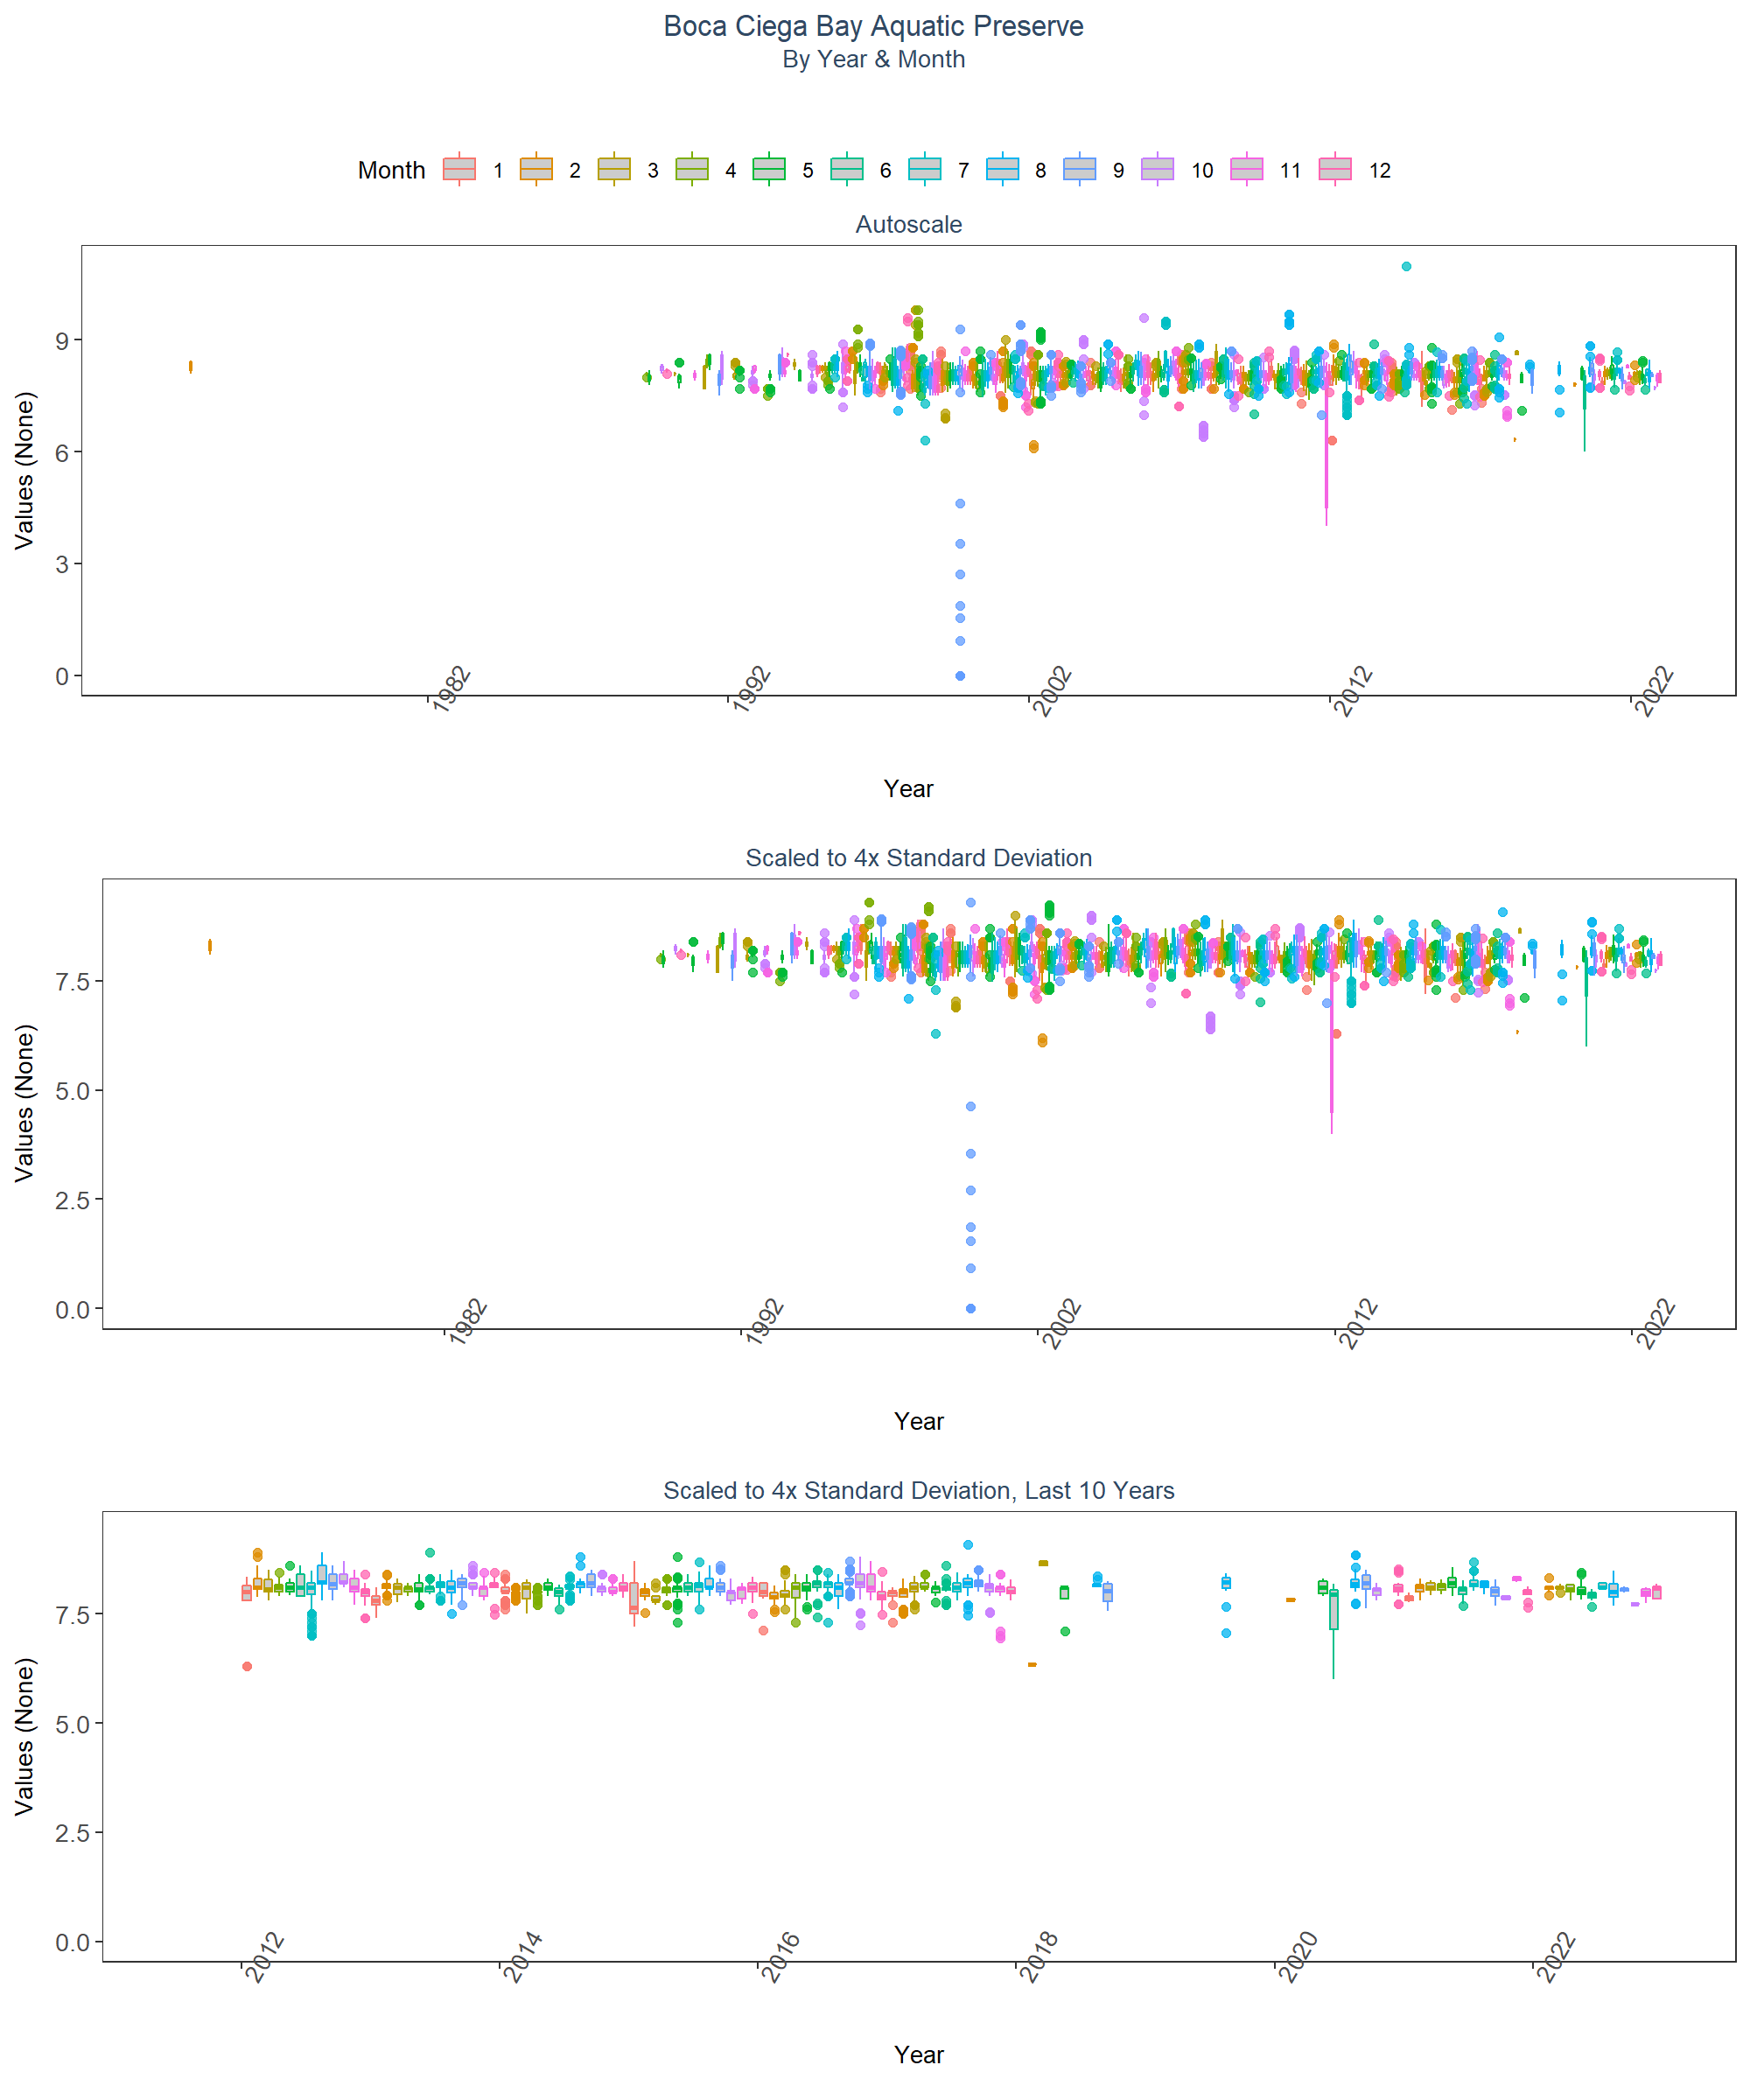 Boca Ciega Bay Aquatic Preserve
By Year & Month
Month 1 2 3 4 5 6 7 8 9 10 11 12
Autoscale
Values (None)
9
6
3
0
1982 1992 2002 2012 2022
Year
Scaled to 4x Standard Deviation
Values (None)
7.5
5.0
2.5
0.0
1982 1992 2002 2012 2022
Year
Scaled to 4x Standard Deviation, Last 10 Years
Values (None)
7.5
5.0
2.5
0.0
2012 2014 2016 2018 2020 2022
Year